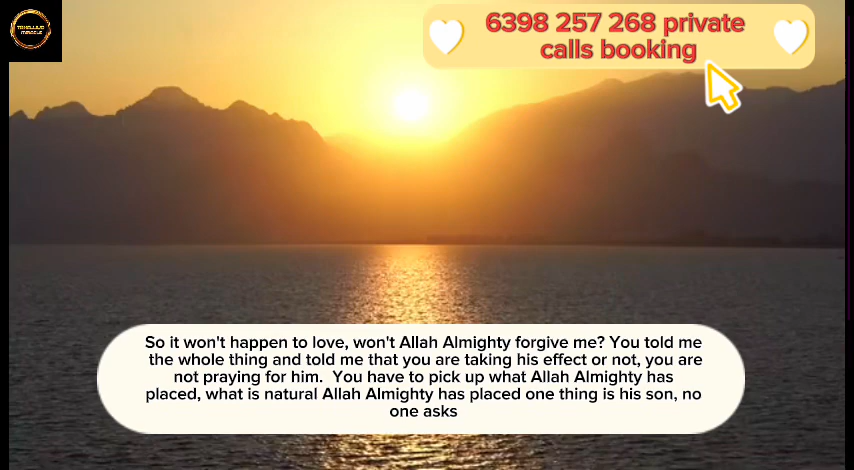 6398 257 268 private
calls booking
So it won't happen to love, won't Allah Almighty forgive me? You told me
the whole thing and told me that you are taking his effect or not, you are
not praying for him.  You have to pick up what Allah Almighty has
placed, what is natural Allah Almighty has placed one thing is his son, no
one asks